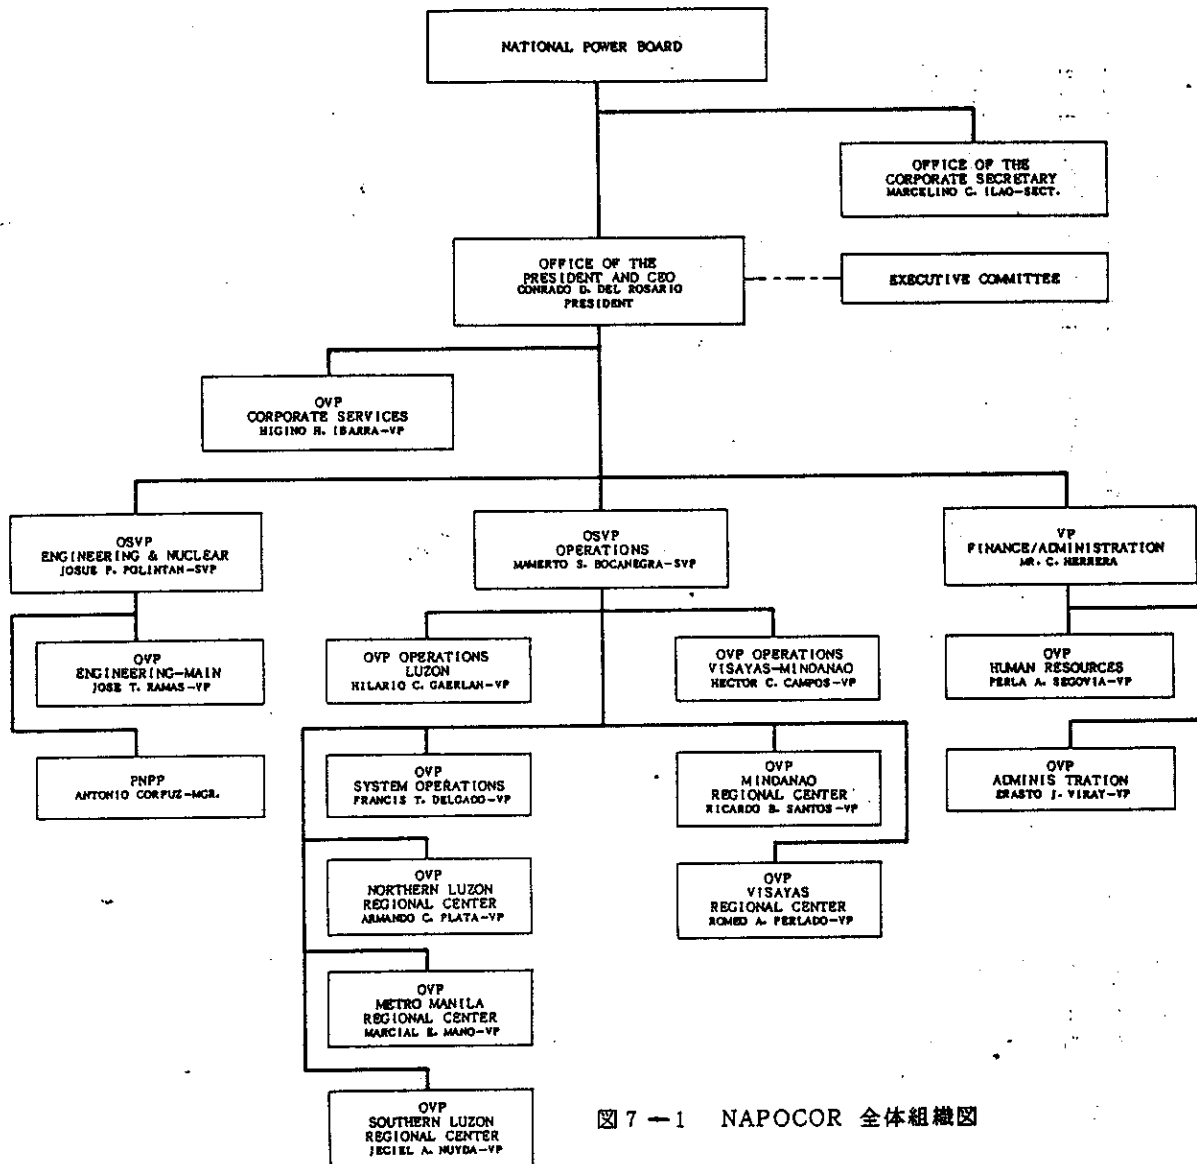 NATIONAL POWER BOARD
OFFICE OF THE
CORPORATE SECRETARY
MARCELINO C. ILAO-SECT.
OFFICE OF THE
PRESIDENT AND CEO
CONRADO D. DEL ROSARIO
PRESIDENT
EXECUTIVE COMMITTEE
OVP
CORPORATE SERVICES
HIGINO H. IBARRA-VP
OSVP
ENGINEERING & NUCLEAR
JOSUE P. POLINTAN-SVP
OSVP
OPERATIONS
MAMERTO S. BOCANEGRA-SVP
VP
FINANCE/ADMINISTRATION
MR. C. HERRERA
OVP
ENGINEERING-MAIN
JOSE T. RAMAS-VP
OVP OPERATIONS
LUZON
HILARIO C. GAERLAN-VP
OVP OPERATIONS
VISAYAS-MINDANAO
HECTOR C. CAMPOS-VP
OVP
HUMAN RESOURCES
PERLA A. SEGOVIA-VP
PNPP
ANTONIO CORPUZ-MGR.
OVP
SYSTEM OPERATIONS
FRANCIS T. DELGADO-VP
OVP
MINDANAO
REGIONAL CENTER
RICARDO B. SANTOS-VP
OVP
ADMINIS TRATION
ERASTO J. VIRAY-VP
OVP
NORTHERN LUZON
REGIONAL CENTER
ARMANDO C. PLATA-VP
OVP
VISAYAS
REGIONAL CENTER
ROMEO A. PERLADO-VP
OVP
METRO MANILA
REGIONAL CENTER
MARCIAL E. MANO-VP
OVP
SOUTHERN LUZON
REGIONAL CENTER
JECIEL A. NUYDA-VP
図7-1 NAPOCOR 全体組織図